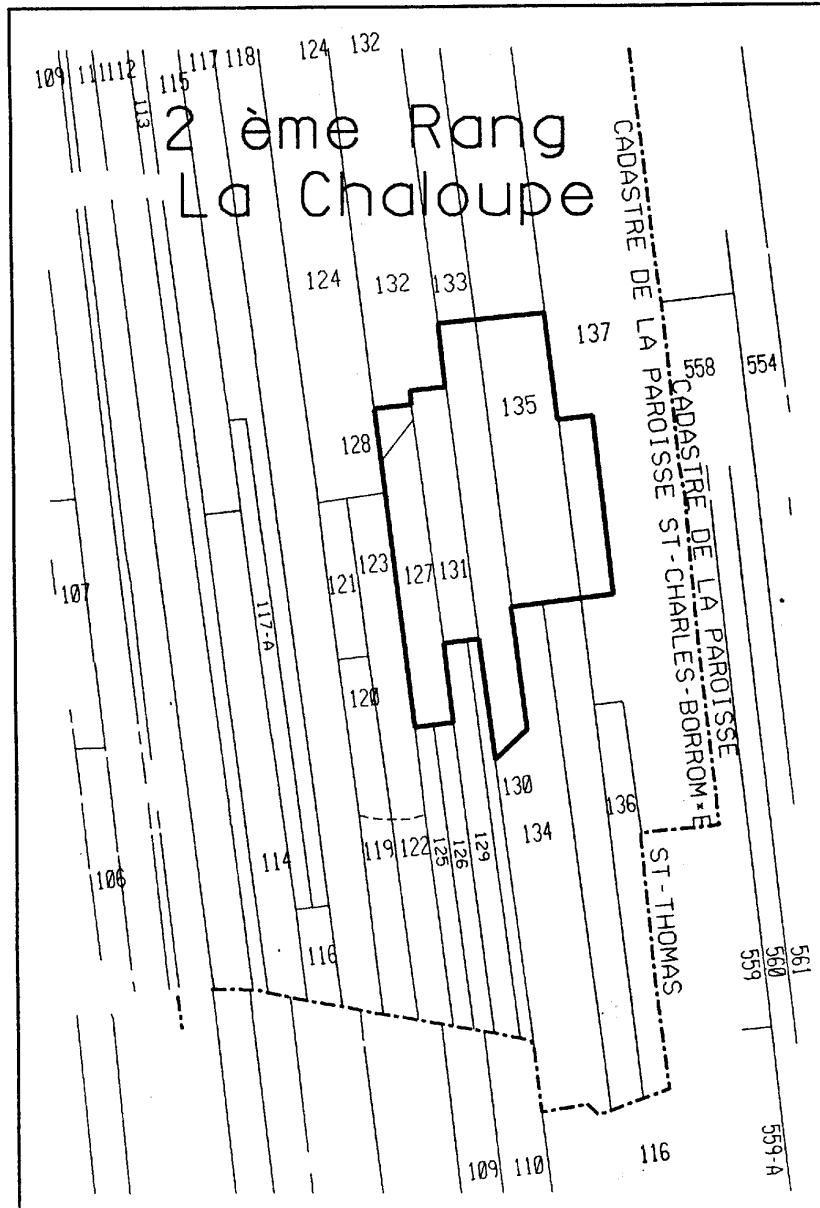 109 111 112 115 117 118 124 132
113
2 ème Rang
La Chaloupe
124 132 133
137
558 554
135
128
107 121 123 127 131
117-A
120
130
136
134
119 122 125 126 129
114
106
116
559 560 561
109 110 116 559-A
CADASTRE DE LA PAROISSE ST-CHARLES-BORROM*E
CADASTRE DE LA PAROISSE
ST-THOMAS